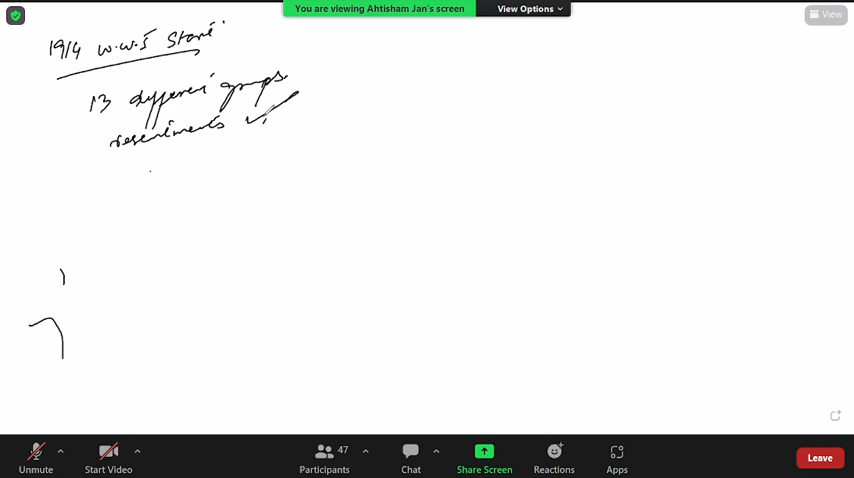 You are viewing Ahtisham Jan's screen
View Options
View
1914 W.W.I Start
13 different groups
resentments
Unmute
Start Video
47
Participants
Chat
Share Screen
Reactions
Apps
Leave